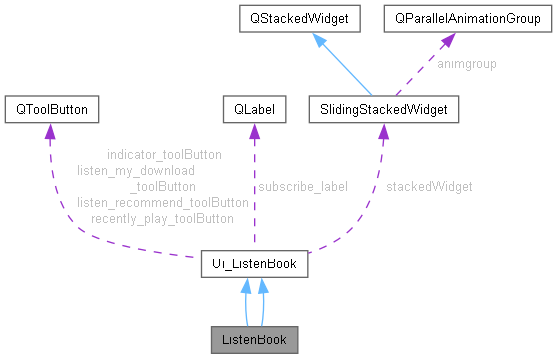 QStackedWidget
QParallelAnimationGroup
animgroup
QToolButton
QLabel
SlidingStackedWidget
indicator_toolButton
listen_my_download
_toolButton
listen_recommend_toolButton
recently_play_toolButton
subscribe_label
stackedWidget
Ui_ListenBook
ListenBook